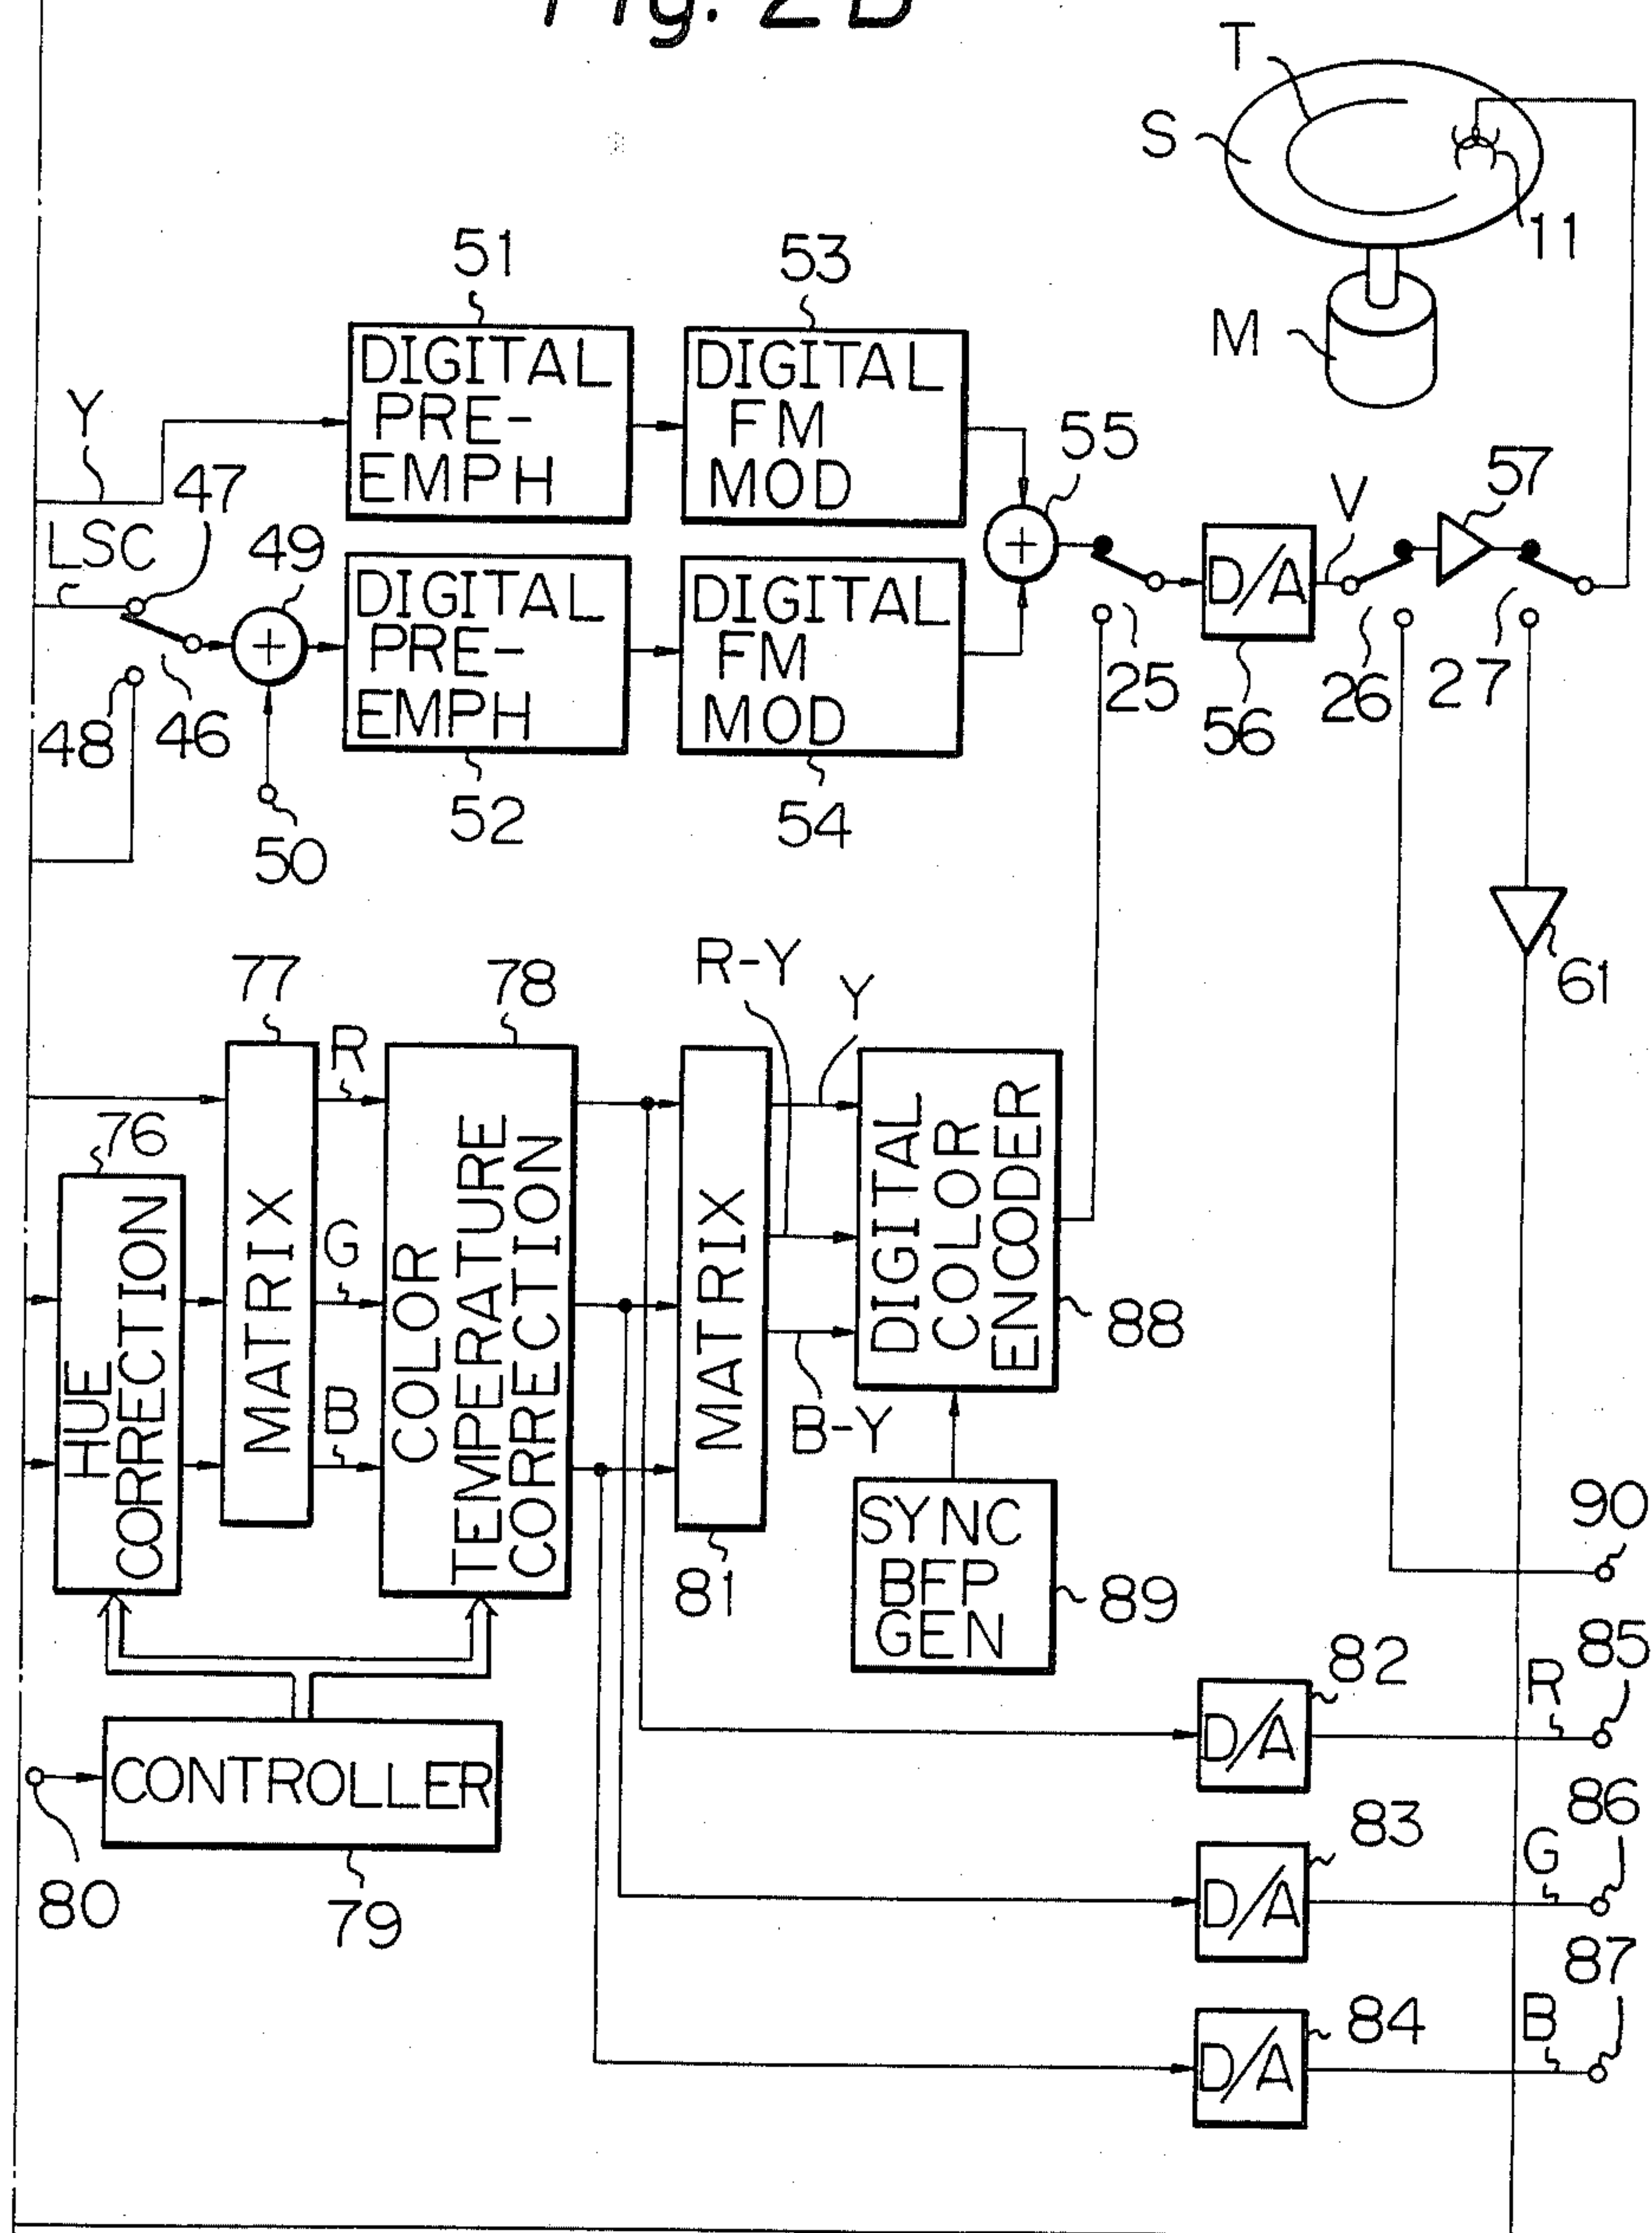 Fig. 2B
T
S
11
M
51
53
DIGITAL
PRE-
EMPH
DIGITAL
FM
MOD
Y
47
LSC
49
55
57
V
DIGITAL
PRE-
EMPH
DIGITAL
FM
MOD
D/A
48
46
25
56
26
27
50
52
54
61
77
78
R-Y
Y
R
76
HUE
CORRECTION
MATRIX
G
B
COLOR
TEMPERATURE
CORRECTION
MATRIX
DIGITAL
COLOR
ENCODER
88
B-Y
81
SYNC
BFP
GEN
89
90
85
82
R
D/A
CONTROLLER
80
79
86
83
G
D/A
87
84
B
D/A